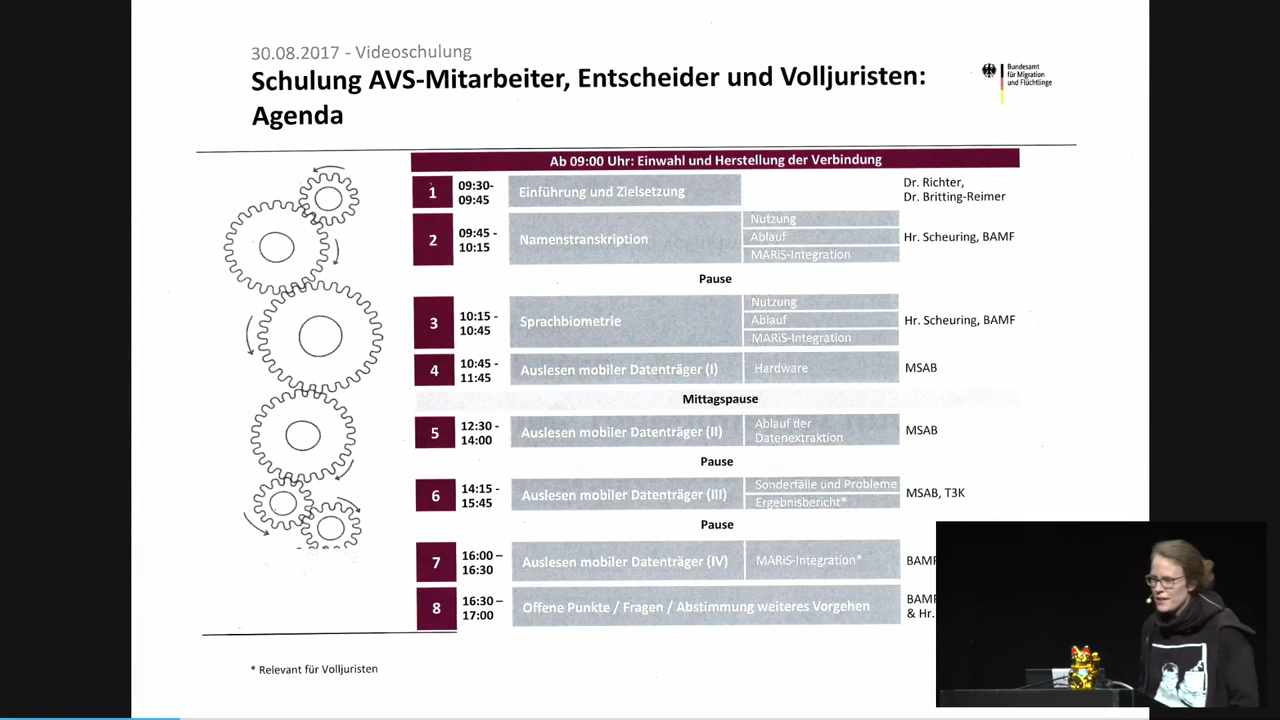 30.08.2017 - Videoschulung
Schulung AVS-Mitarbeiter, Entscheider und Volljuristen:
Agenda
Bundesamt
für Migration
und Flüchtlinge
Ab 09:00 Uhr: Einwahl und Herstellung der Verbindung
1
09:30-
09:45
Einführung und Zielsetzung
Dr. Richter,
Dr. Britting-Reimer
2
09:45 -
10:15
Namenstranskription
Nutzung
Ablauf
MARiS-Integration
Hr. Scheuring, BAMF
Pause
3
10:15 -
10:45
Sprachbiometrie
Nutzung
Ablauf
MARiS-Integration
Hr. Scheuring, BAMF
4
10:45 -
11:45
Auslesen mobiler Datenträger (I)
Hardware
MSAB
Mittagspause
5
12:30 -
14:00
Auslesen mobiler Datenträger (II)
Ablauf der
Datenextraktion
MSAB
Pause
6
14:15 -
15:45
Auslesen mobiler Datenträger (III)
Sonderfälle und Probleme
Ergebnisbericht*
MSAB, T3K
Pause
7
16:00 –
16:30
Auslesen mobiler Datenträger (IV)
MARiS-Integration*
BAMF
8
16:30 –
17:00
Offene Punkte / Fragen / Abstimmung weiteres Vorgehen
BAMF
& Hr.
* Relevant für Volljuristen